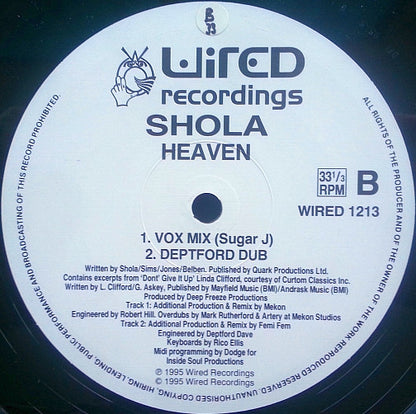 B
33
WIRED
recordings
SHOLA
HEAVEN
33 1/3
RPM
B
WIRED 1213
1. VOX MIX (Sugar J)
2. DEPTFORD DUB
Written by Shola/Sims/Jones/Belben. Published by Quark Productions Ltd.
Contains excerpts from 'Dont' Give It Up' Linda Clifford, courtesy of Curtom Classics Inc.
Written by L. Clifford/G. Askey, Published by Mayfield Music (BMI)/Andrask Music (BMI)
Produced by Deep Freeze Productions
Track 1: Additional Production & Remix by Mekon
Engineered by Robert Hill. Overdubs by Mark Rutherford & Artery at Mekon Studios
Track 2: Additional Production & Remix by Femi Fem
Engineered by Deptford Dave
Keyboards by Rico Ellis
Midi programming by Dodge for
Inside Soul Productions
℗ 1995 Wired Recordings
© 1995 Wired Recordings
ALL RIGHTS OF THE PRODUCER AND OF THE OWNER OF THE WORK REPRODUCED RESERVED. UNAUTHORISED COPYING, HIRING, LENDING, PUBLIC PERFORMANCE AND BROADCASTING OF THIS RECORD PROHIBITED.